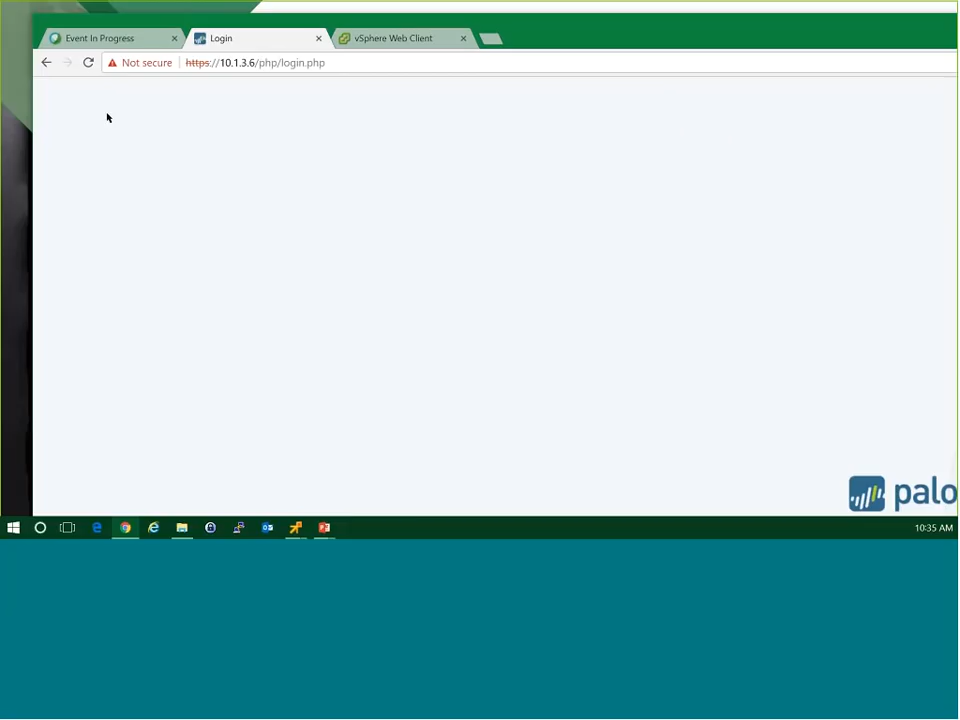 Event In Progress
Login
vSphere Web Client
Not secure
https://10.1.3.6/php/login.php
palo
10:35 AM